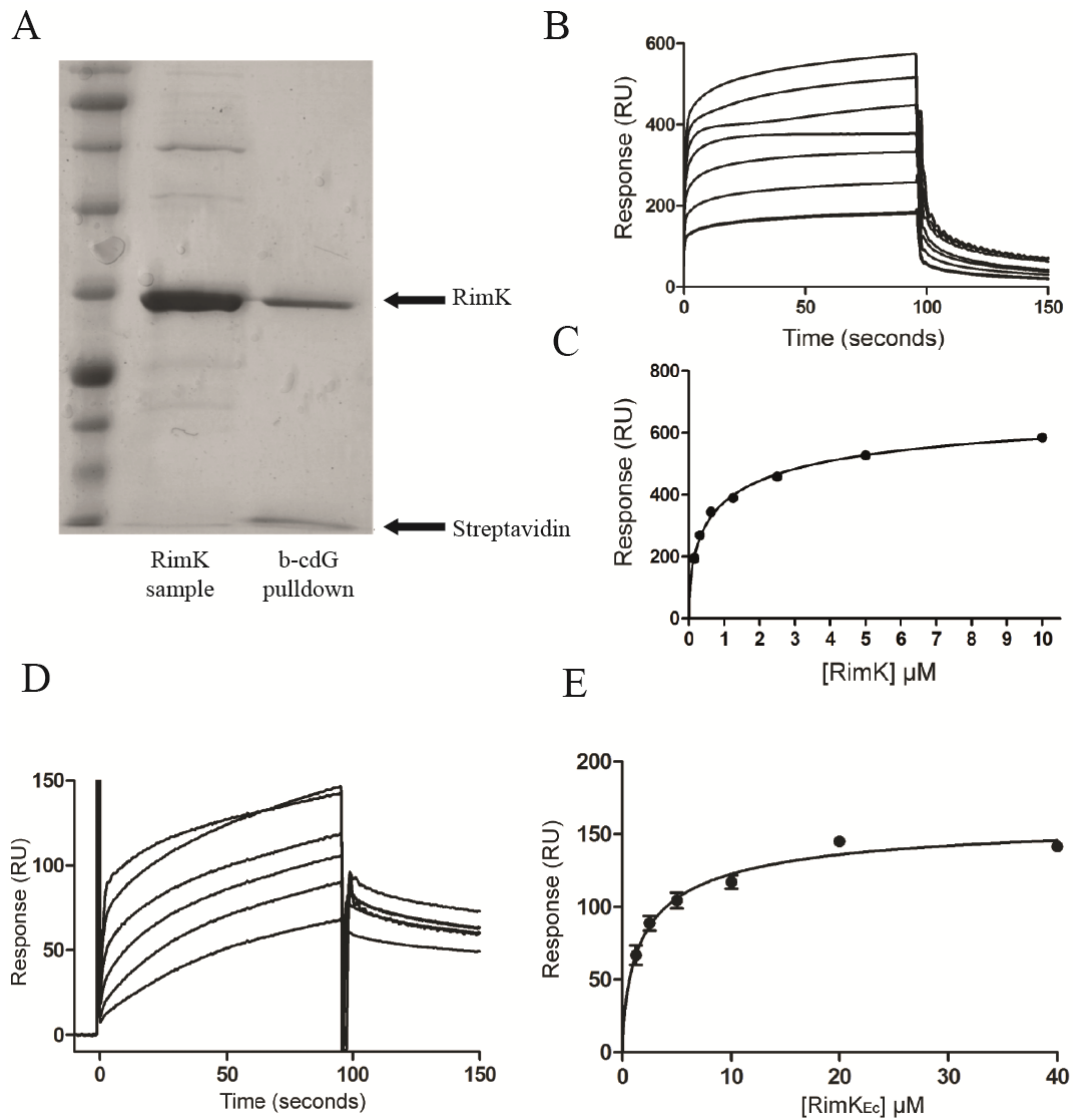 A
RimK
Streptavidin
RimK
sample
b-cdG
pulldown
B
600
400
200
0
Response (RU)
0
50
100
150
Time (seconds)
C
800
600
400
200
0
Response (RU)
0
1
2
3
4
5
6
7
8
9
10
[RimK] µM
D
150
100
50
0
Response (RU)
0
50
100
150
Time (seconds)
E
200
150
100
50
0
Response (RU)
0
10
20
30
40
[RimKEc] µM